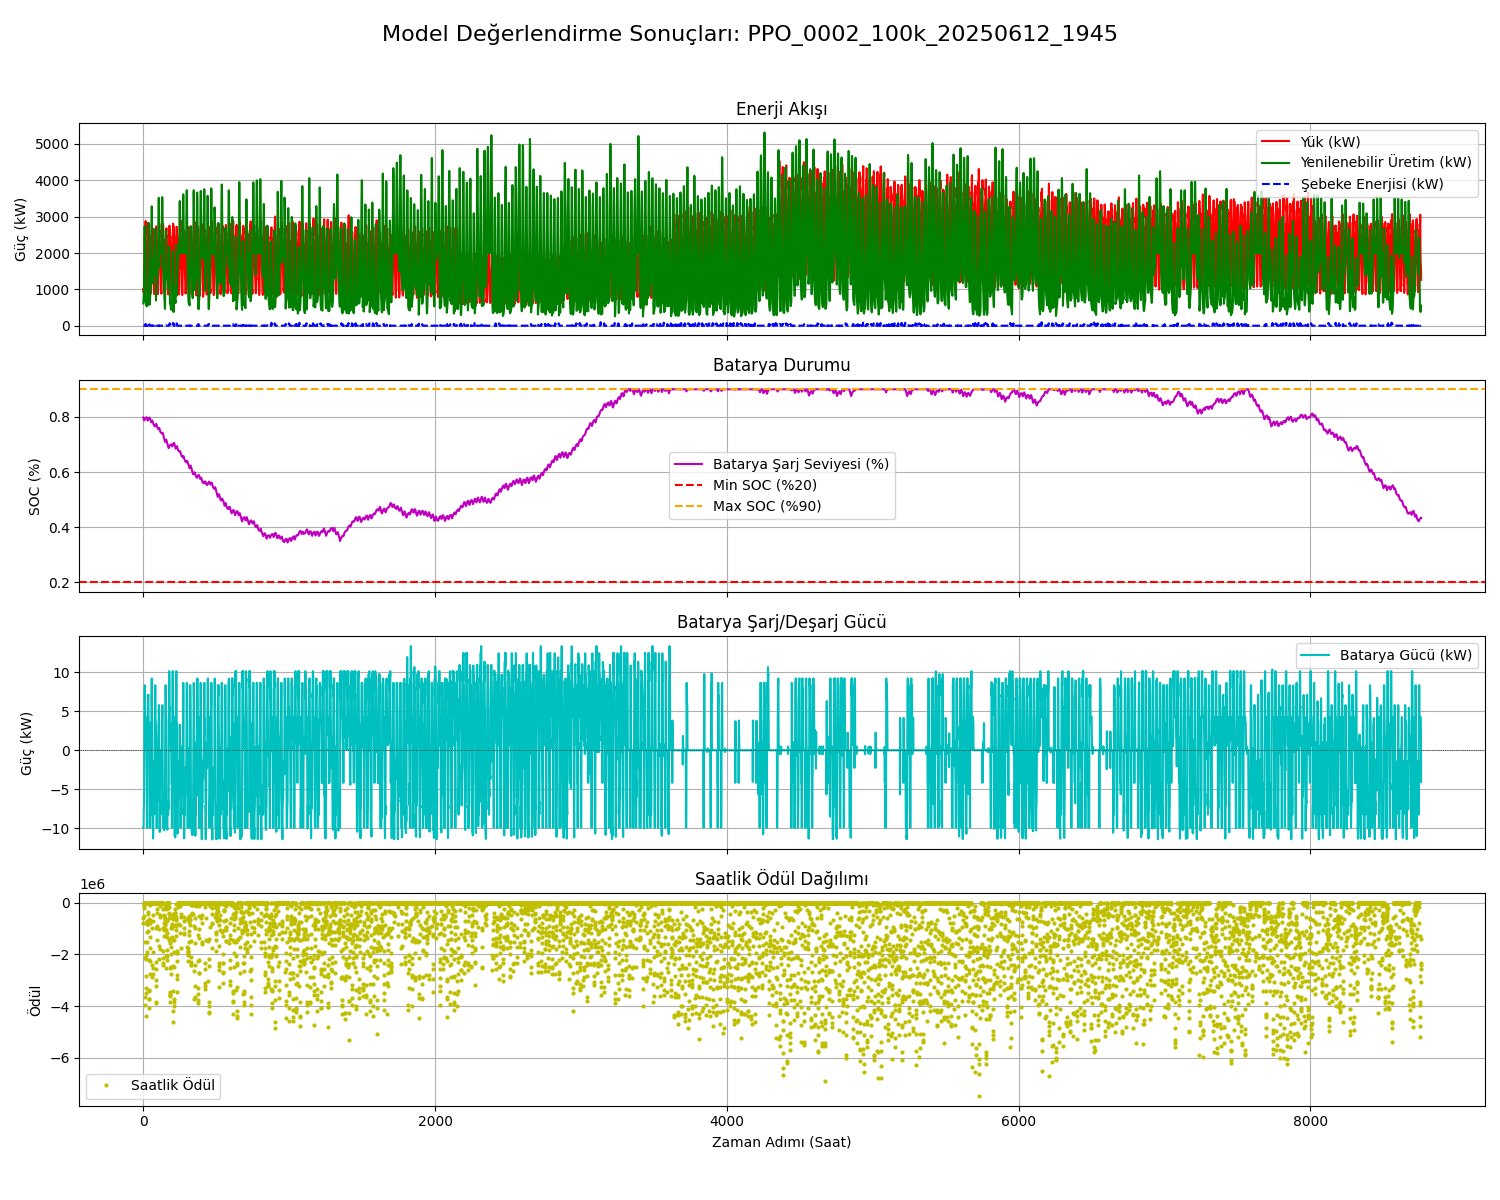 Model Değerlendirme Sonuçları: PPO_0002_100k_20250612_1945
Enerji Akışı
Güç (kW)
5000
4000
3000
2000
1000
0
Yük (kW)
Yenilenebilir Üretim (kW)
Şebeke Enerjisi (kW)
Batarya Durumu
SOC (%)
0.8
0.6
0.4
0.2
Batarya Şarj Seviyesi (%)
Min SOC (%20)
Max SOC (%90)
Batarya Şarj/Deşarj Gücü
Güç (kW)
10
5
0
−5
−10
Batarya Gücü (kW)
Saatlik Ödül Dağılımı
1e6
Ödül
0
−2
−4
−6
Saatlik Ödül
0 2000 4000 6000 8000
Zaman Adımı (Saat)